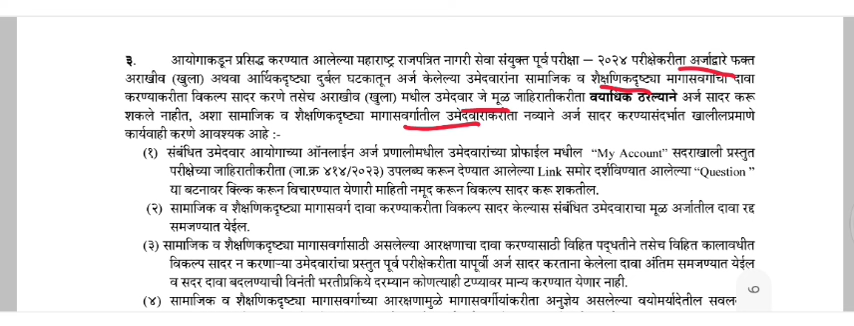 ३. आयोगाकडून प्रसिद्ध करण्यात आलेल्या महाराष्ट्र राजपत्रित नागरी सेवा संयुक्त पूर्व परीक्षा – २०२४ परीक्षेकरीता अर्जाद्वारे फक्त
अराखीव (खुला) अथवा आर्थिकदृष्ट्या दुर्बल घटकातून अर्ज केलेल्या उमेदवारांना सामाजिक व शैक्षणिकदृष्ट्या मागासवर्गाचा दावा
करण्याकरीता विकल्प सादर करणे तसेच अराखीव (खुला) मधील उमेदवार जे मूळ जाहिरातीकरीता वयाधिक ठरल्याने अर्ज सादर करू
शकले नाहीत, अशा सामाजिक व शैक्षणिकदृष्ट्या मागासवर्गातील उमेदवारांकरीता नव्याने अर्ज सादर करण्यासंदर्भात खालीलप्रमाणे
कार्यवाही करणे आवश्यक आहे :-
(१) संबंधित उमेदवार आयोगाच्या ऑनलाईन अर्ज प्रणालीमधील उमेदवारांच्या प्रोफाईल मधील “My Account” सदराखाली प्रस्तुत
परीक्षेच्या जाहिरातीकरीता (जा.क्र ४१४/२०२३) उपलब्ध करून देण्यात आलेल्या Link समोर दर्शविण्यात आलेल्या “Question ”
या बटनावर क्लिक करून विचारण्यात येणारी माहिती नमूद करून विकल्प सादर करू शकतील.
(२) सामाजिक व शैक्षणिकदृष्ट्या मागासवर्ग दावा करण्याकरीता विकल्प सादर केल्यास संबंधित उमेदवाराचा मूळ अर्जातील दावा रद्द
समजण्यात येईल.
(३) सामाजिक व शैक्षणिकदृष्ट्या मागासवर्गासाठी असलेल्या आरक्षणाचा दावा करण्यासाठी विहित पद्धतीने तसेच विहित कालावधीत
विकल्प सादर न करणाऱ्या उमेदवारांचा प्रस्तुत पूर्व परीक्षेकरीता यापूर्वी अर्ज सादर करताना केलेला दावा अंतिम समजण्यात येईल
व सदर दावा बदलण्याची विनंती भरतीप्रक्रिये दरम्यान कोणत्याही टप्प्यावर मान्य करण्यात येणार नाही.
(४) सामाजिक व शैक्षणिकदृष्ट्या मागासवर्गाच्या आरक्षणामुळे मागासवर्गीयांकरीता अनुज्ञेय असलेल्या वयोमर्यादेतील